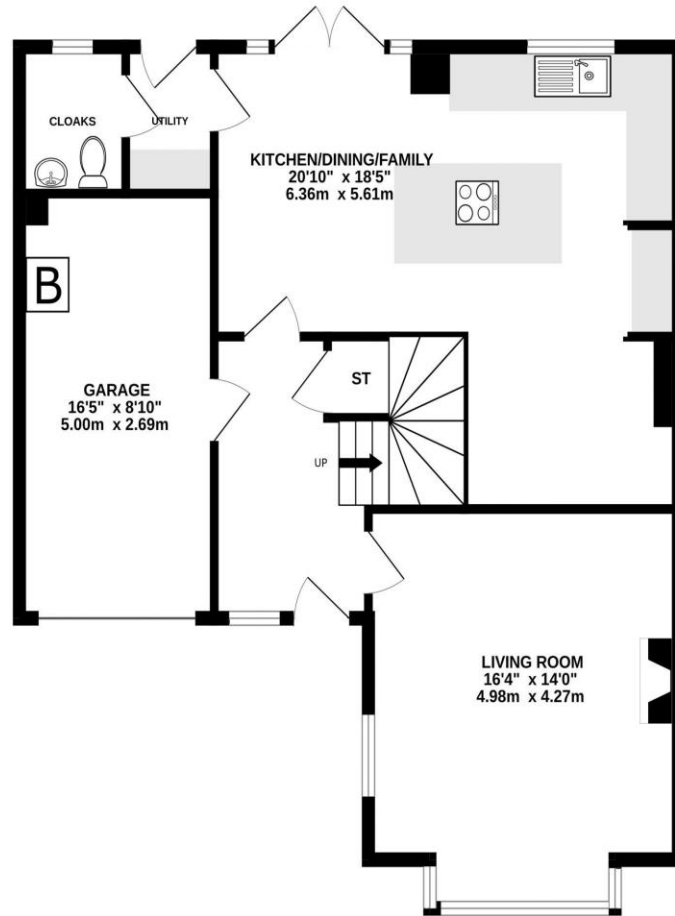 CLOAKS
UTILITY
KITCHEN/DINING/FAMILY
20'10" x 18'5"
6.36m x 5.61m
B
GARAGE
16'5" x 8'10"
5.00m x 2.69m
ST
UP
LIVING ROOM
16'4" x 14'0"
4.98m x 4.27m